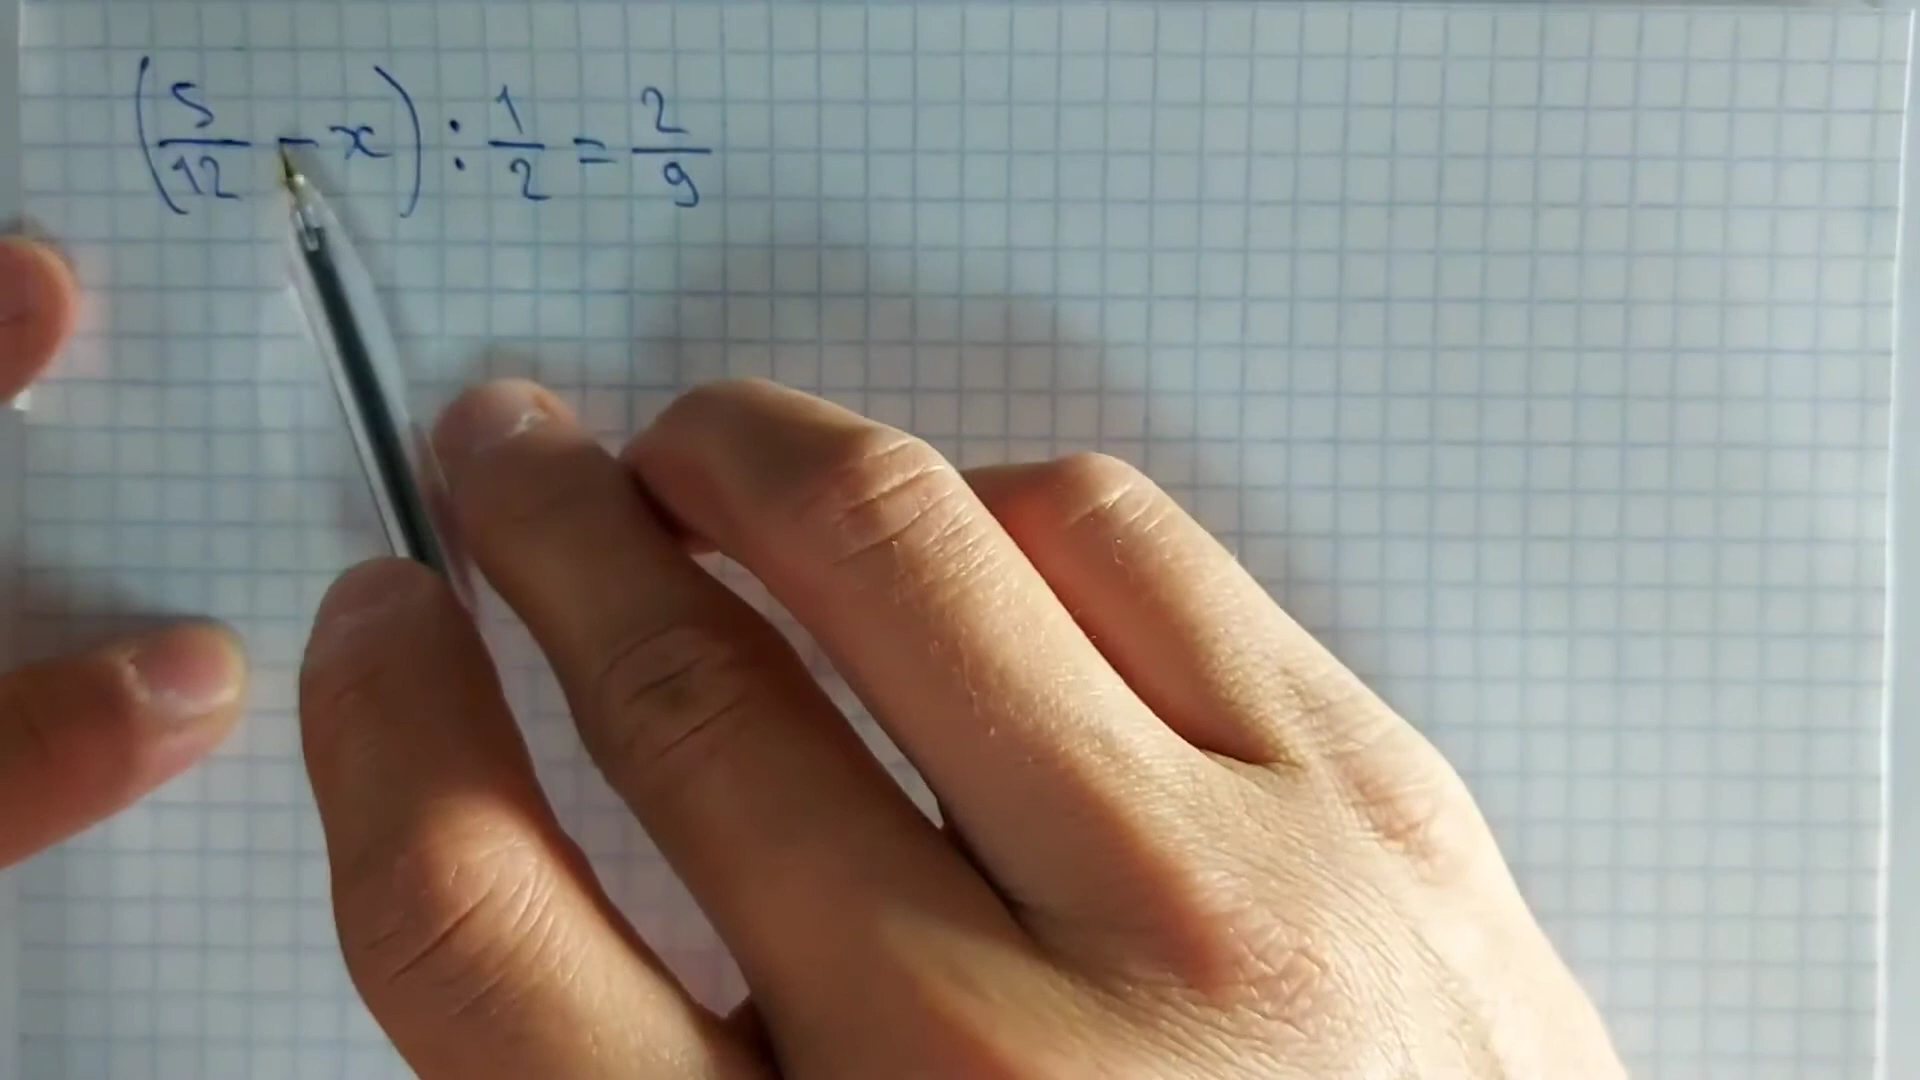 (5/12 - x) : 1/2 = 2/9